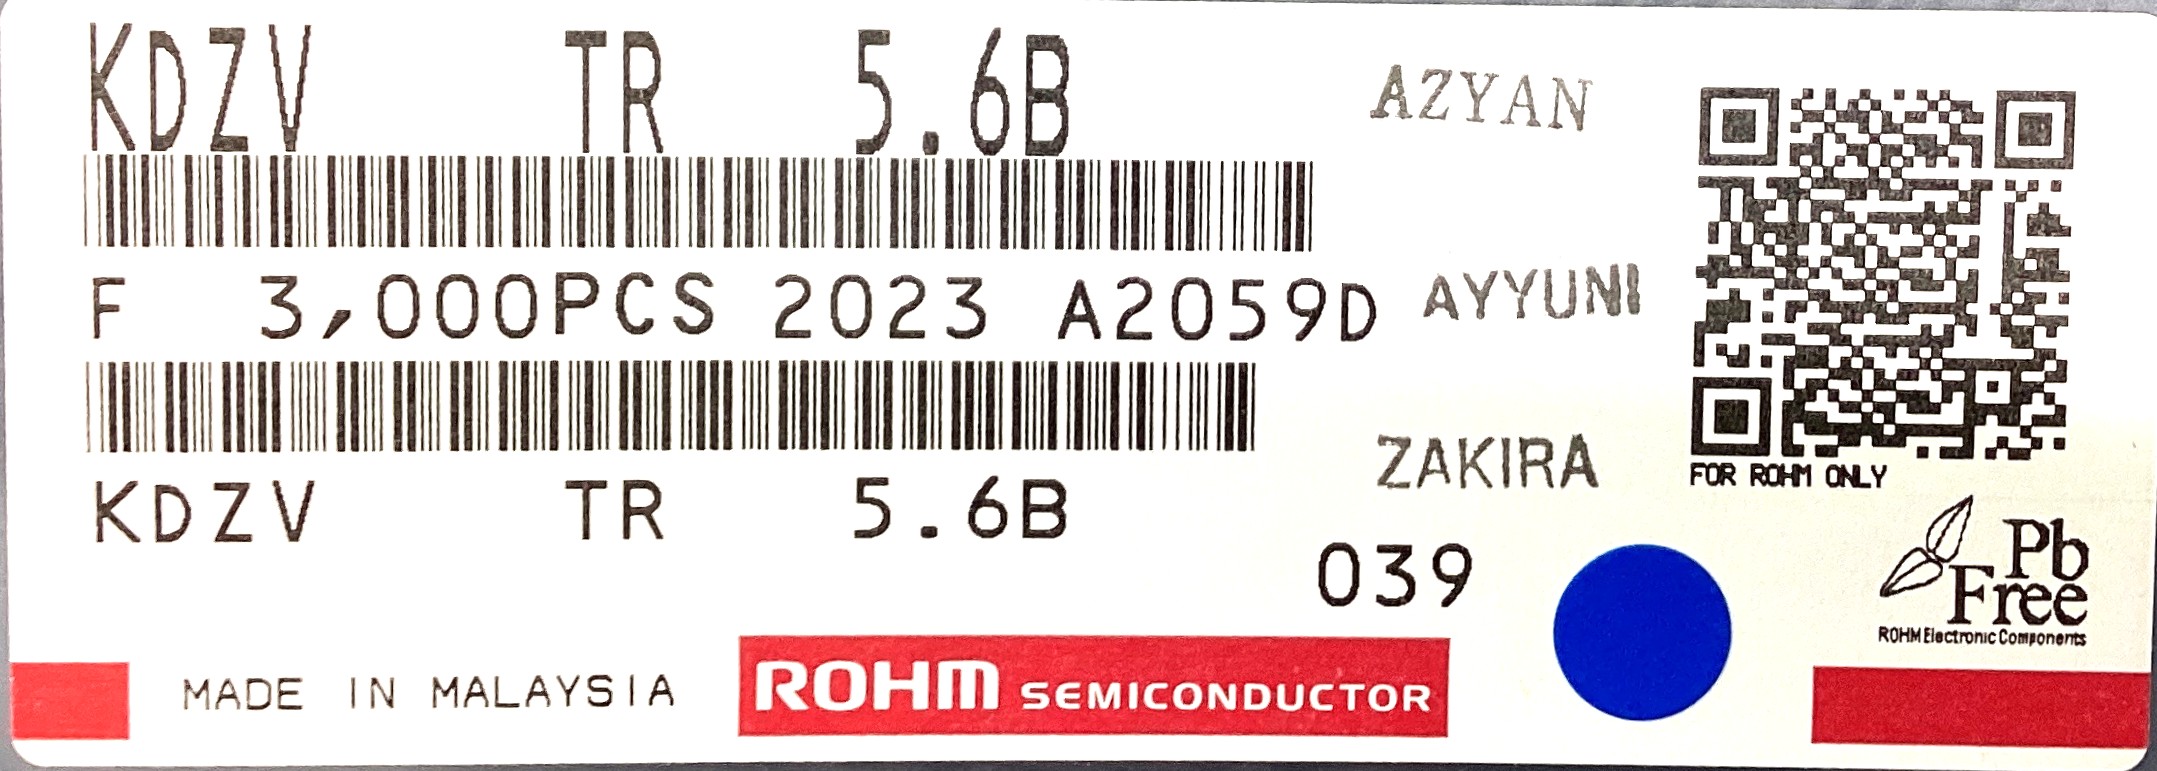 KDZV TR 5.6B
AZYAN
F 3,000PCS 2023 A2059D
AYYUNI
KDZV TR 5.6B
ZAKIRA
039
FOR ROHM ONLY
Pb
Free
ROHM Electronic Components
MADE IN MALAYSIA
ROHM SEMICONDUCTOR